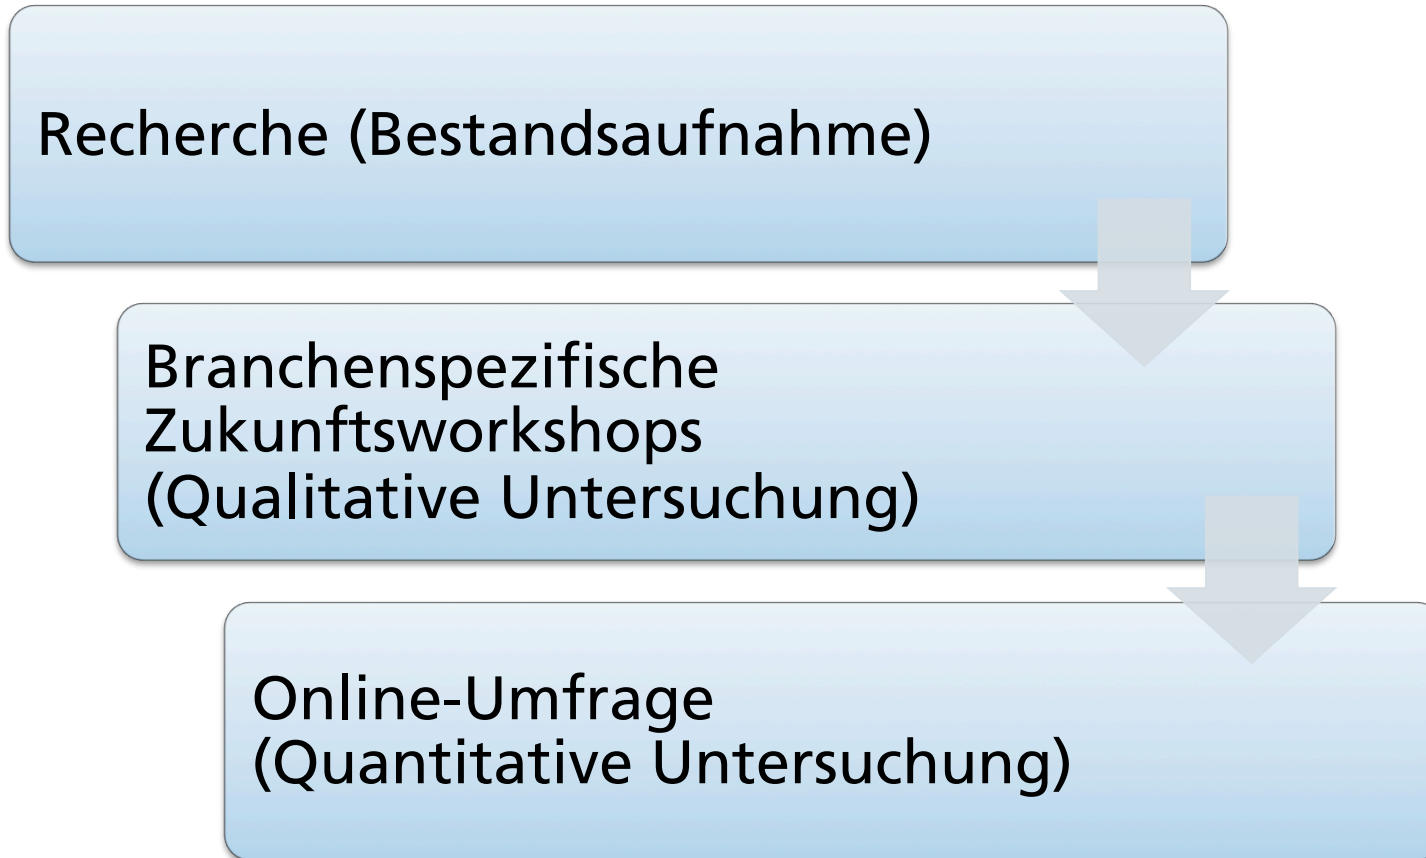 Recherche (Bestandsaufnahme)
Branchenspezifische
Zukunftsworkshops
(Qualitative Untersuchung)
Online-Umfrage
(Quantitative Untersuchung)